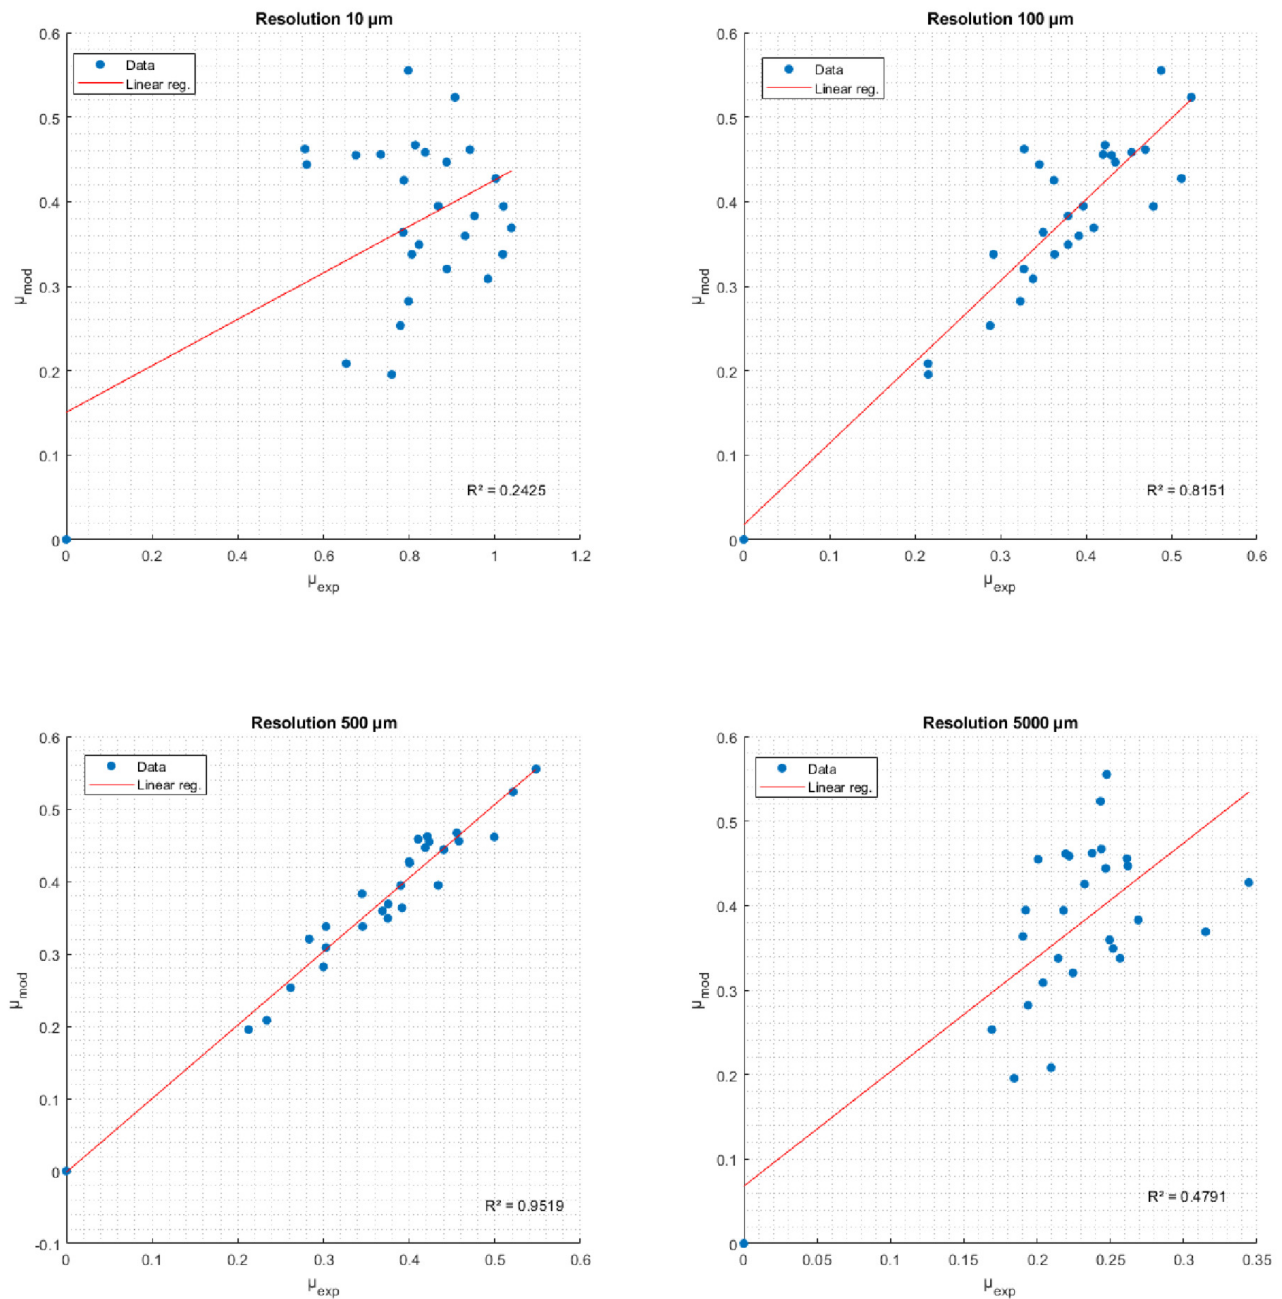 Resolution 10 µm
0.6
0.5
0.4
0.3
0.2
0.1
0
µmod
Data
Linear reg.
R² = 0.2425
0 0.2 0.4 0.6 0.8 1 1.2
µexp
Resolution 100 µm
0.6
0.5
0.4
0.3
0.2
0.1
0
µmod
Data
Linear reg.
R² = 0.8151
0 0.1 0.2 0.3 0.4 0.5 0.6
µexp
Resolution 500 µm
0.6
0.5
0.4
0.3
0.2
0.1
0
-0.1
µmod
Data
Linear reg.
R² = 0.9519
0 0.1 0.2 0.3 0.4 0.5 0.6
µexp
Resolution 5000 µm
0.6
0.5
0.4
0.3
0.2
0.1
0
µmod
Data
Linear reg.
R² = 0.4791
0 0.05 0.1 0.15 0.2 0.25 0.3 0.35
µexp